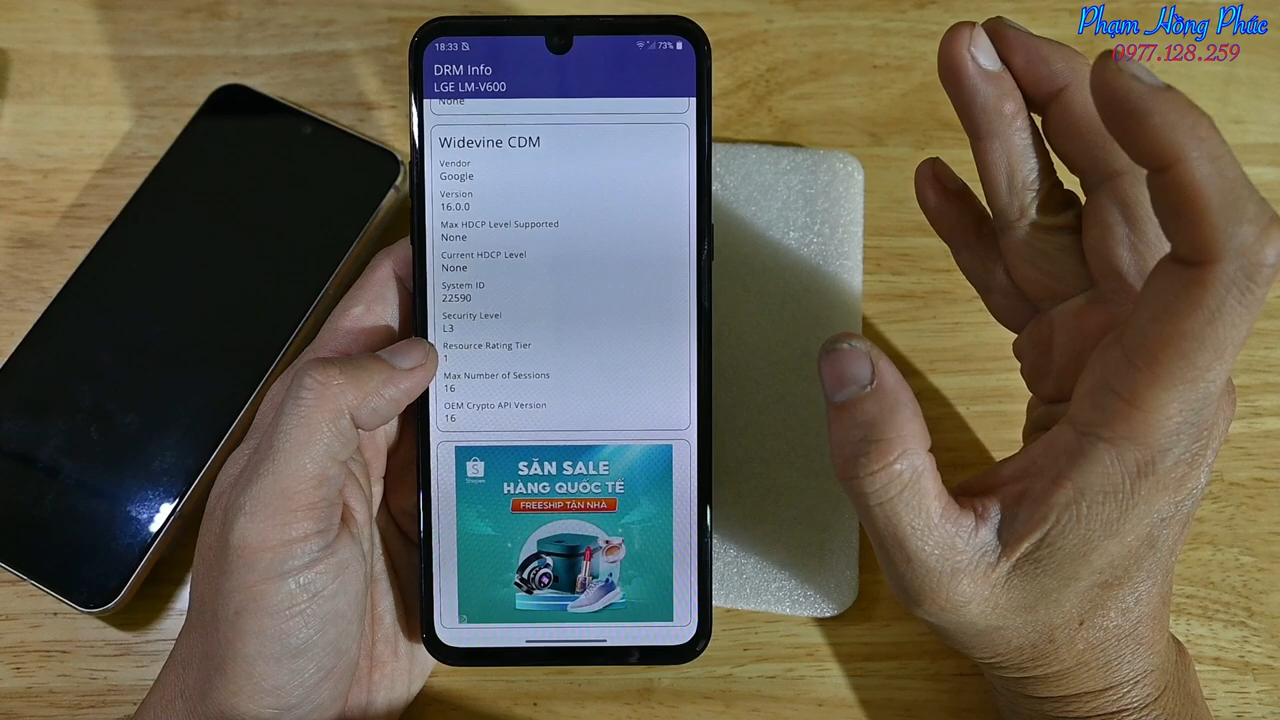 Phạm Hồng Phúc
0977.128.259
18:33
73%
DRM Info
LGE LM-V600
None
Widevine CDM
Vendor
Google
Version
16.0.0
Max HDCP Level Supported
None
Current HDCP Level
None
System ID
22590
Security Level
L3
Resource Rating Tier
1
Max Number of Sessions
16
OEM Crypto API Version
16
S
Shopee
SĂN SALE
HÀNG QUỐC TẾ
FREESHIP TẬN NHÀ